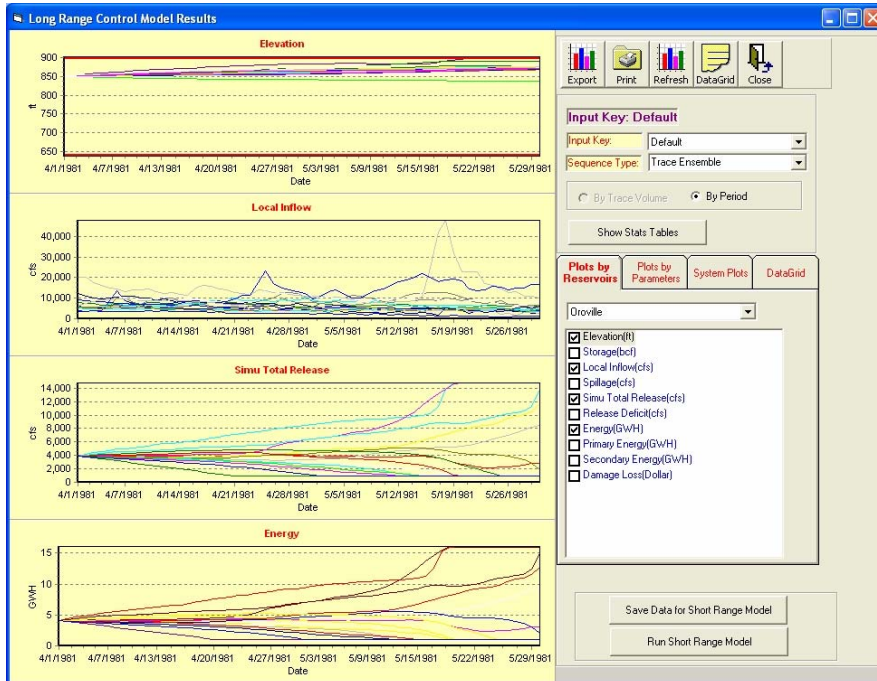 Long Range Control Model Results
Elevation
900
850
800
750
700
650
ft
4/1/1981 4/7/1981 4/13/1981 4/20/1981 4/27/1981 5/3/1981 5/9/1981 5/15/1981 5/22/1981 5/29/1981
Date
Local Inflow
40,000
30,000
20,000
10,000
0
cfs
4/1/1981 4/7/1981 4/14/1981 4/21/1981 4/28/1981 5/5/1981 5/12/1981 5/19/1981 5/26/1981
Date
Simu Total Release
14,000
12,000
10,000
8,000
6,000
4,000
2,000
0
cfs
4/1/1981 4/7/1981 4/14/1981 4/21/1981 4/28/1981 5/5/1981 5/12/1981 5/19/1981 5/26/1981
Date
Energy
15
10
5
0
GWH
4/1/1981 4/7/1981 4/13/1981 4/20/1981 4/27/1981 5/3/1981 5/9/1981 5/15/1981 5/22/1981 5/29/1981
Date
Export Print Refresh DataGrid Close
Input Key: Default
Input Key: Default
Sequence Type: Trace Ensemble
By Trace Volume By Period
Show Stats Tables
Plots by Reservoirs
Plots by Parameters
System Plots
DataGrid
Oroville
Elevation(ft)
Storage(bcf)
Local Inflow(cfs)
Spillage(cfs)
Simu Total Release(cfs)
Release Deficit(cfs)
Energy(GWH)
Primary Energy(GWH)
Secondary Energy(GWH)
Damage Loss(Dollar)
Save Data for Short Range Model
Run Short Range Model